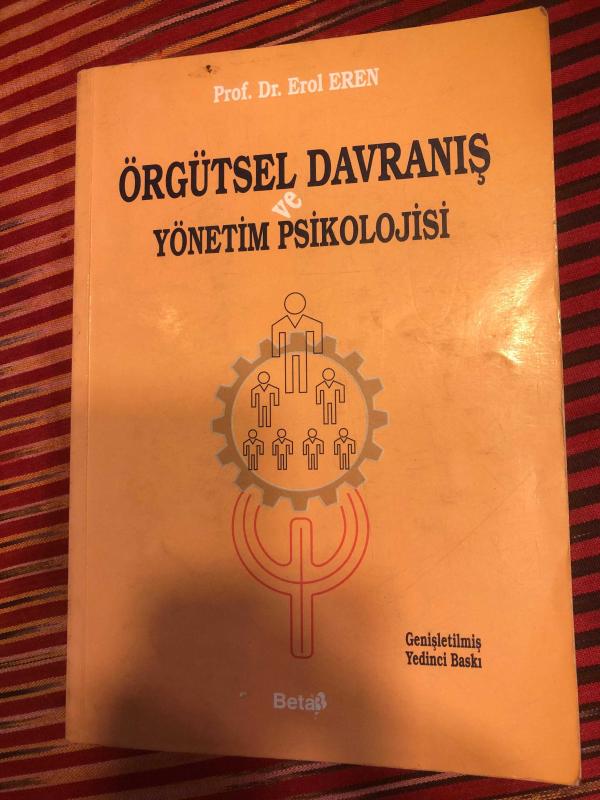 Prof. Dr. Erol EREN
ÖRGÜTSEL DAVRANIŞ
ve
YÖNETİM PSİKOLOJİSİ
Genişletilmiş
Yedinci Baskı
Beta